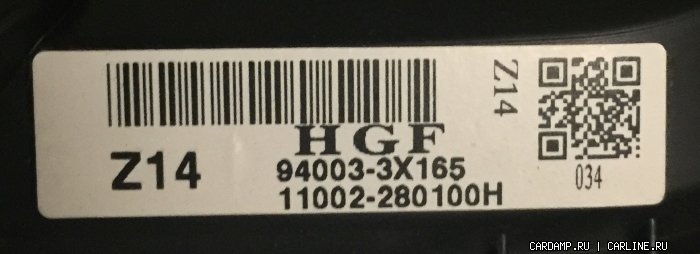 HGF
Z14
94003-3X165
11002-280100H
Z14
034
CARDAMP.RU | CARLINE.RU